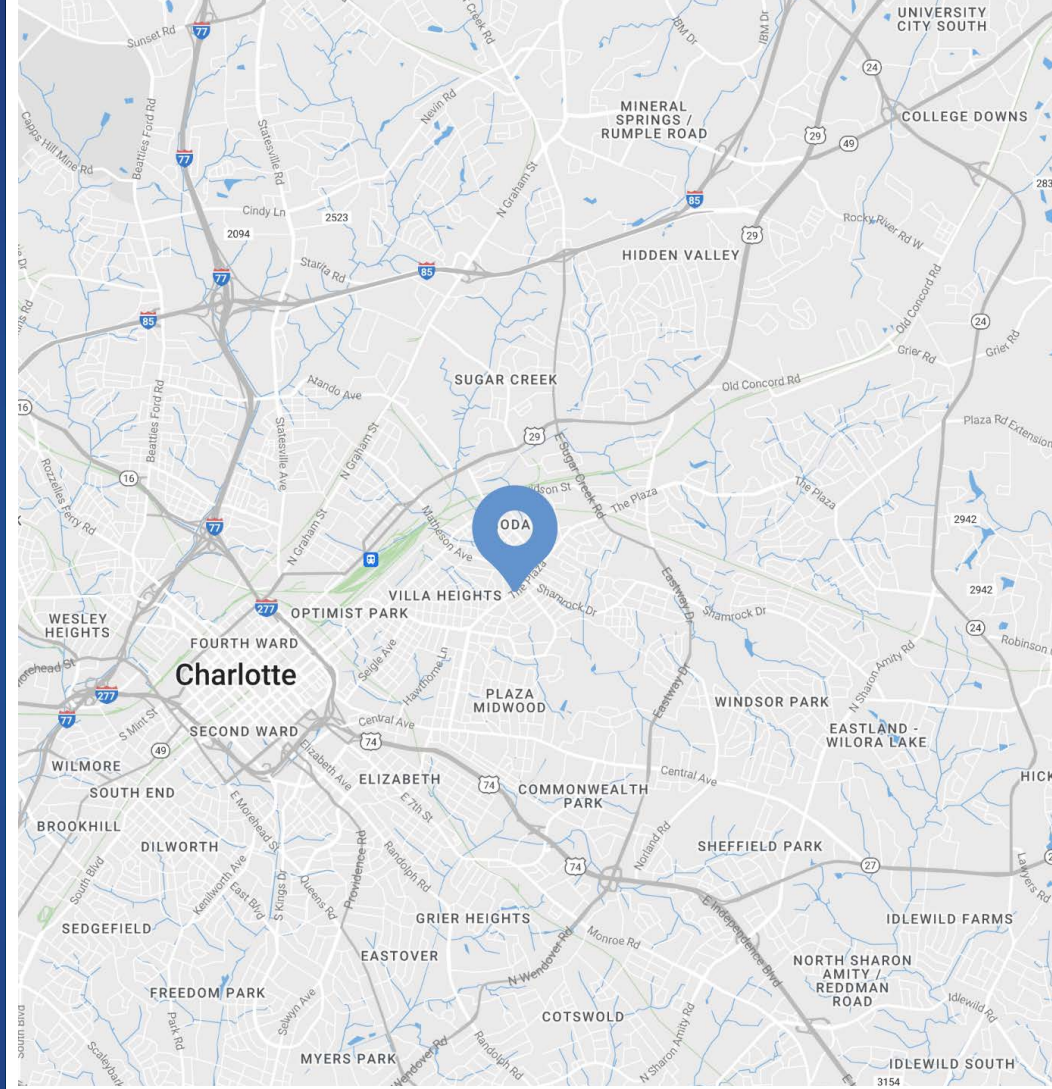 UNIVERSITY
CITY SOUTH
77
Sunset Rd
IBM Dr
IBM Dr
24
Nevin Rd
MINERAL
SPRINGS /
RUMPLE ROAD
COLLEGE DOWNS
Beatties Ford Rd
Statesville Rd
29
49
Capps Hill Mine Rd
77
N Graham St
85
Cindy Ln
2523
2094
Rocky River Rd W
29
HIDDEN VALLEY
Starita Rd
85
77
Old Concord Rd
85
24
Grier Rd
Grier Rd
SUGAR CREEK
Old Concord Rd
Atando Ave
16
Beatties Ford Rd
Statesville Ave
N Graham St
29
Plaza Rd Extension
E Sugar Creek Rd
16
Rozzelles Ferry Rd
The Plaza
The Plaza
ODA
77
N Graham St
Matheson Ave
2942
The Plaza
Eastway Dr
2942
VILLA HEIGHTS
Shamrock Dr
Shamrock Dr
277
OPTIMIST PARK
WESLEY
HEIGHTS
24
FOURTH WARD
Seigle Ave
Hawthorne Ln
N Sharon Amity Rd
Charlotte
277
PLAZA
MIDWOOD
Eastway Dr
WINDSOR PARK
77
S Mint St
SECOND WARD
Central Ave
74
EASTLAND -
WILORA LAKE
49
WILMORE
Elizabeth Ave
ELIZABETH
74
Central Ave
SOUTH END
COMMONWEALTH
PARK
E Morehead St
E 7th St
BROOKHILL
DILWORTH
Norland Rd
SHEFFIELD PARK
Providence Rd
Randolph Rd
74
27
South Blvd
Kenilworth Ave
East Blvd
S Kings Dr
Queens Rd
Lawyers Rd
SEDGEFIELD
GRIER HEIGHTS
E Independence Blvd
IDLEWILD FARMS
Monroe Rd
EASTOVER
N Wendover Rd
NORTH SHARON
AMITY /
REDDMAN
ROAD
FREEDOM PARK
Selwyn Ave
Park Rd
COTSWOLD
Idlewild Rd
MYERS PARK
Randolph Rd
N Sharon Amity Rd
IDLEWILD SOUTH
3154